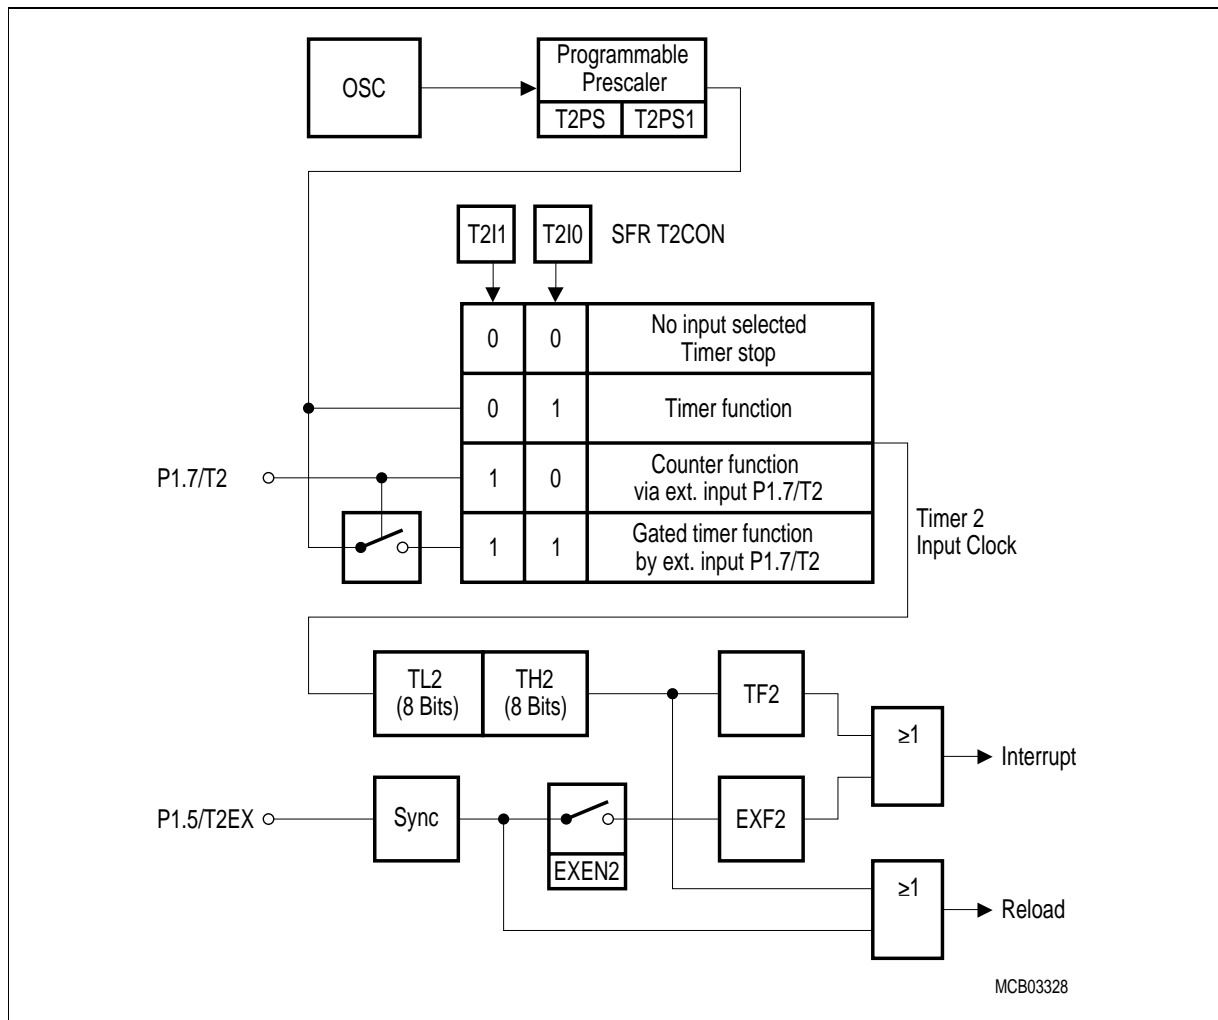 OSC
Programmable
Prescaler
T2PS T2PS1
T2I1 T2I0 SFR T2CON
0 0 No input selected
Timer stop
0 1 Timer function
P1.7/T2
1 0 Counter function
via ext. input P1.7/T2
1 1 Gated timer function
by ext. input P1.7/T2
Timer 2
Input Clock
TL2
(8 Bits)
TH2
(8 Bits)
TF2
≥1
Interrupt
P1.5/T2EX
Sync
EXEN2
EXF2
≥1
Reload
MCB03328